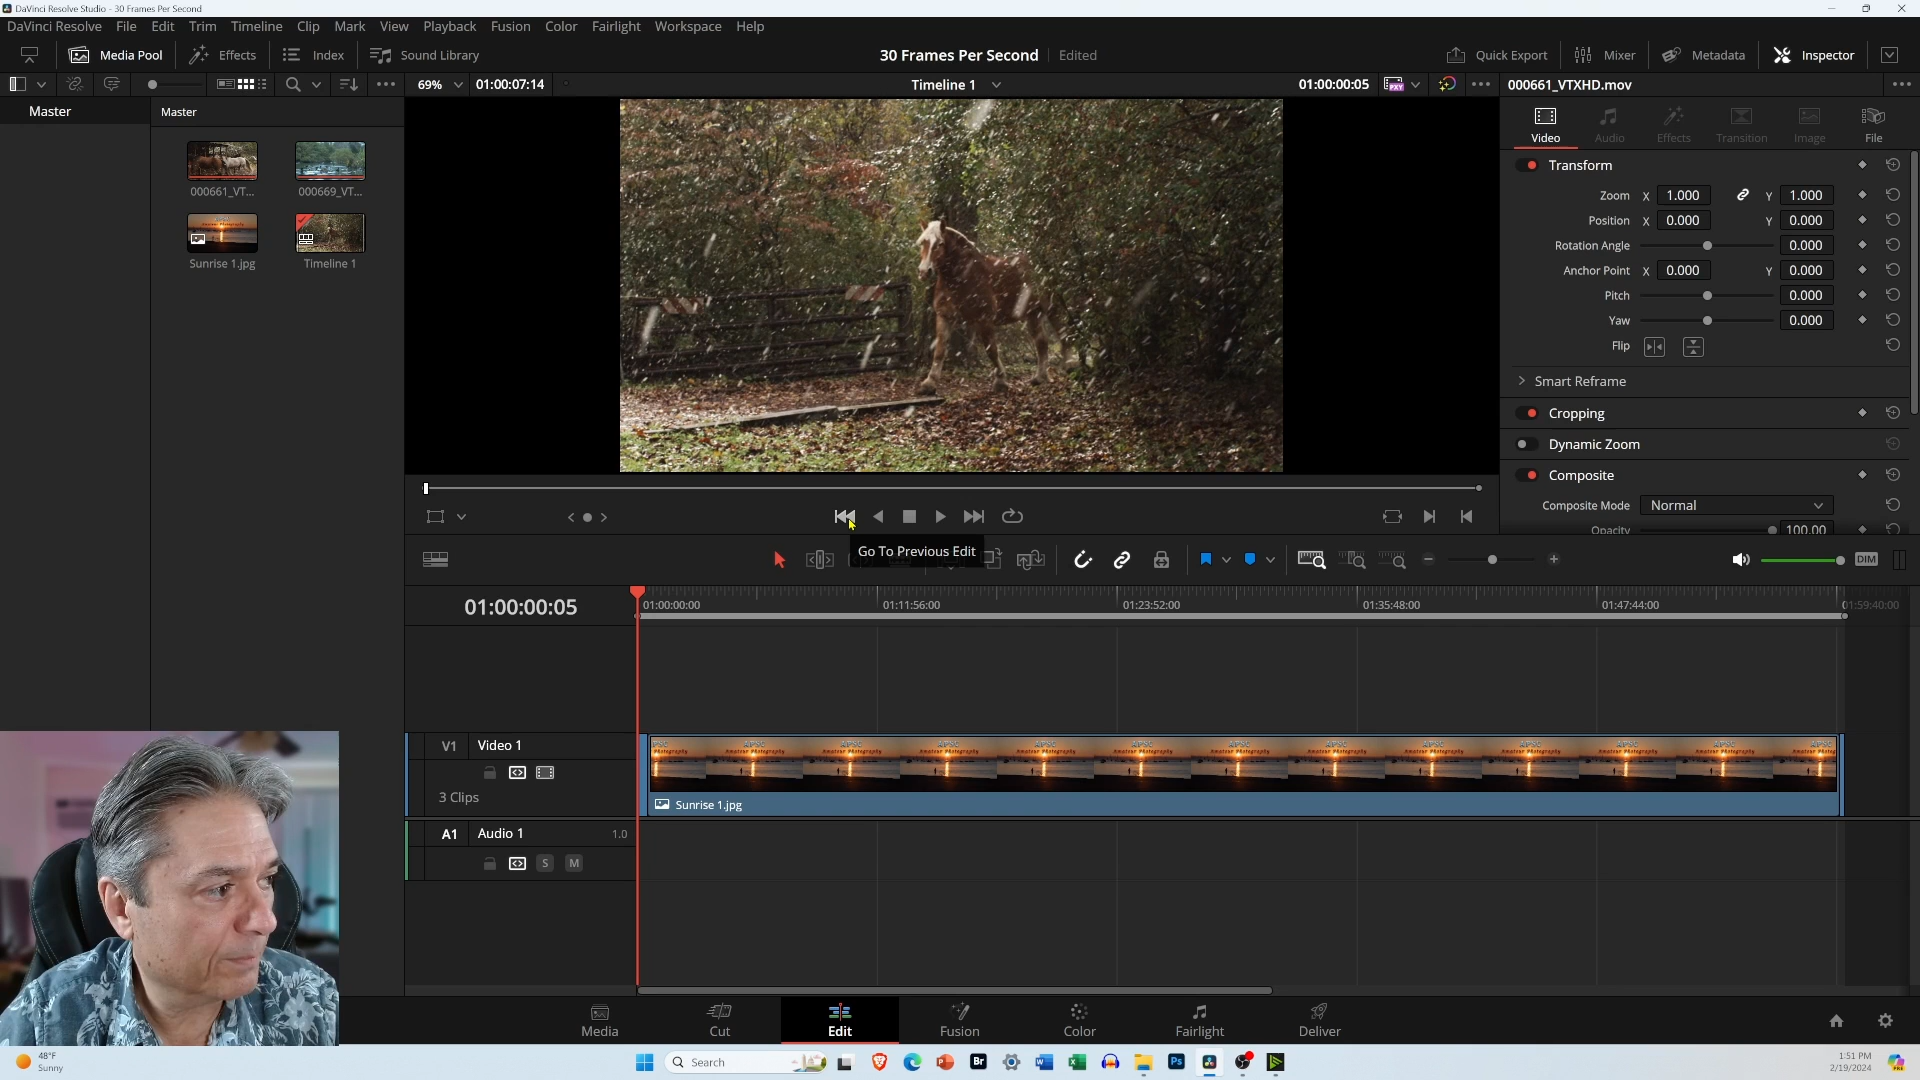 DaVinci Resolve Studio - 30 Frames Per Second
DaVinci Resolve File Edit Trim Timeline Clip Mark View Playback Fusion Color Fairlight Workspace Help
Media Pool Effects Index Sound Library 30 Frames Per Second Edited Quick Export Mixer Metadata Inspector
69% 01:00:07:14 Timeline 1 01:00:00:05 PXY 000661_VTXHD.mov
Master Master
Video Audio Effects Transition Image File
000661_VT... 000669_VT...
Sunrise 1.jpg Timeline 1
Transform
Zoom X 1.000 Y 1.000
Position X 0.000 Y 0.000
Rotation Angle 0.000
Anchor Point X 0.000 Y 0.000
Pitch 0.000
Yaw 0.000
Flip
Smart Reframe
Cropping
Dynamic Zoom
Composite
Composite Mode Normal
Opacity 100.00
Go To Previous Edit
DIM
01:00:00:05 01:00:00:00 01:11:56:00 01:23:52:00 01:35:48:00 01:47:44:00 01:59:40:00
V1 Video 1
3 Clips
Sunrise 1.jpg
A1 Audio 1 1.0
S M
Media Cut Edit Fusion Color Fairlight Deliver
48°F
Sunny
Search
Br
Ps
1:51 PM
2/19/2024